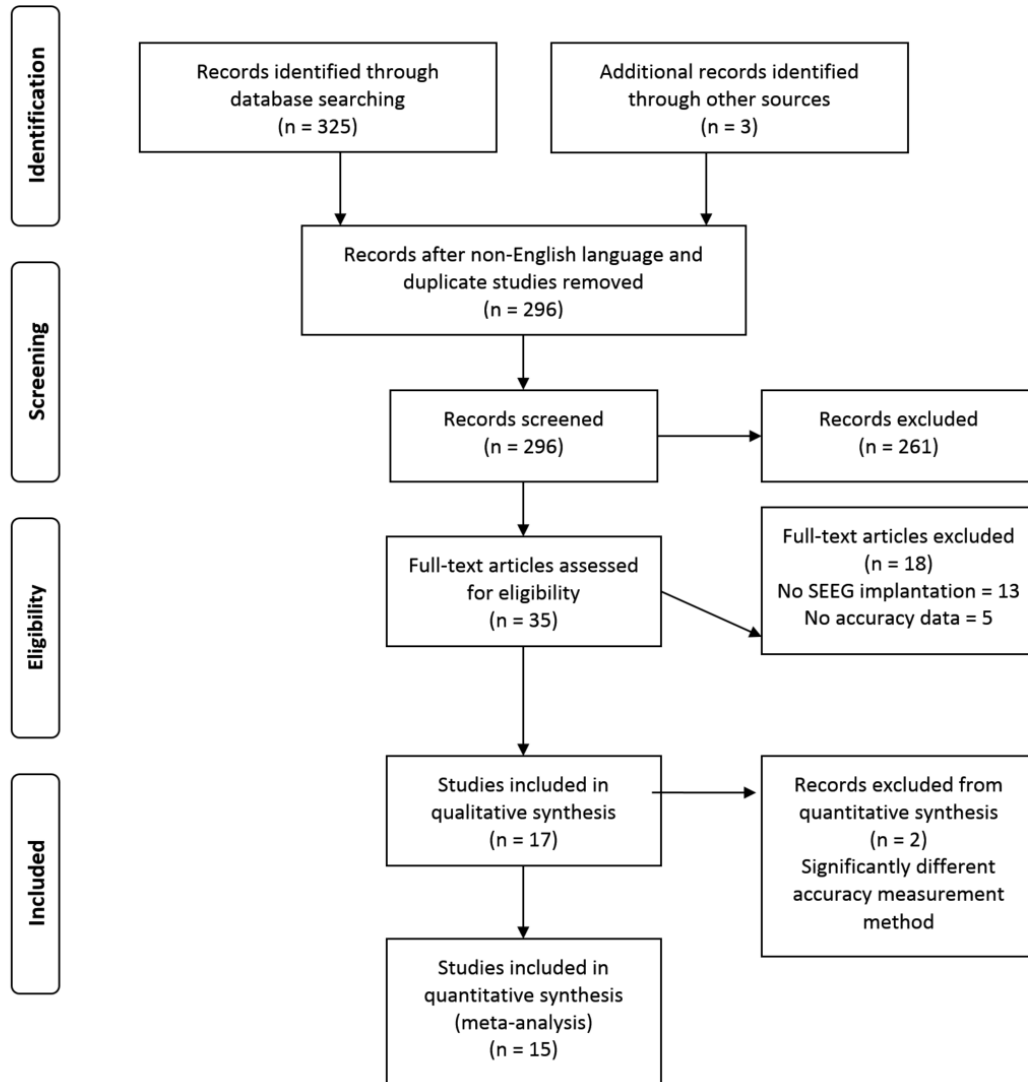 Identification
Records identified through
database searching
(n = 325)
Additional records identified
through other sources
(n = 3)
Records after non-English language and
duplicate studies removed
(n = 296)
Screening
Records screened
(n = 296)
Records excluded
(n = 261)
Eligibility
Full-text articles assessed
for eligibility
(n = 35)
Full-text articles excluded
(n = 18)
No SEEG implantation = 13
No accuracy data = 5
Included
Studies included in
qualitative synthesis
(n = 17)
Records excluded from
quantitative synthesis
(n = 2)
Significantly different
accuracy measurement
method
Studies included in
quantitative synthesis
(meta-analysis)
(n = 15)